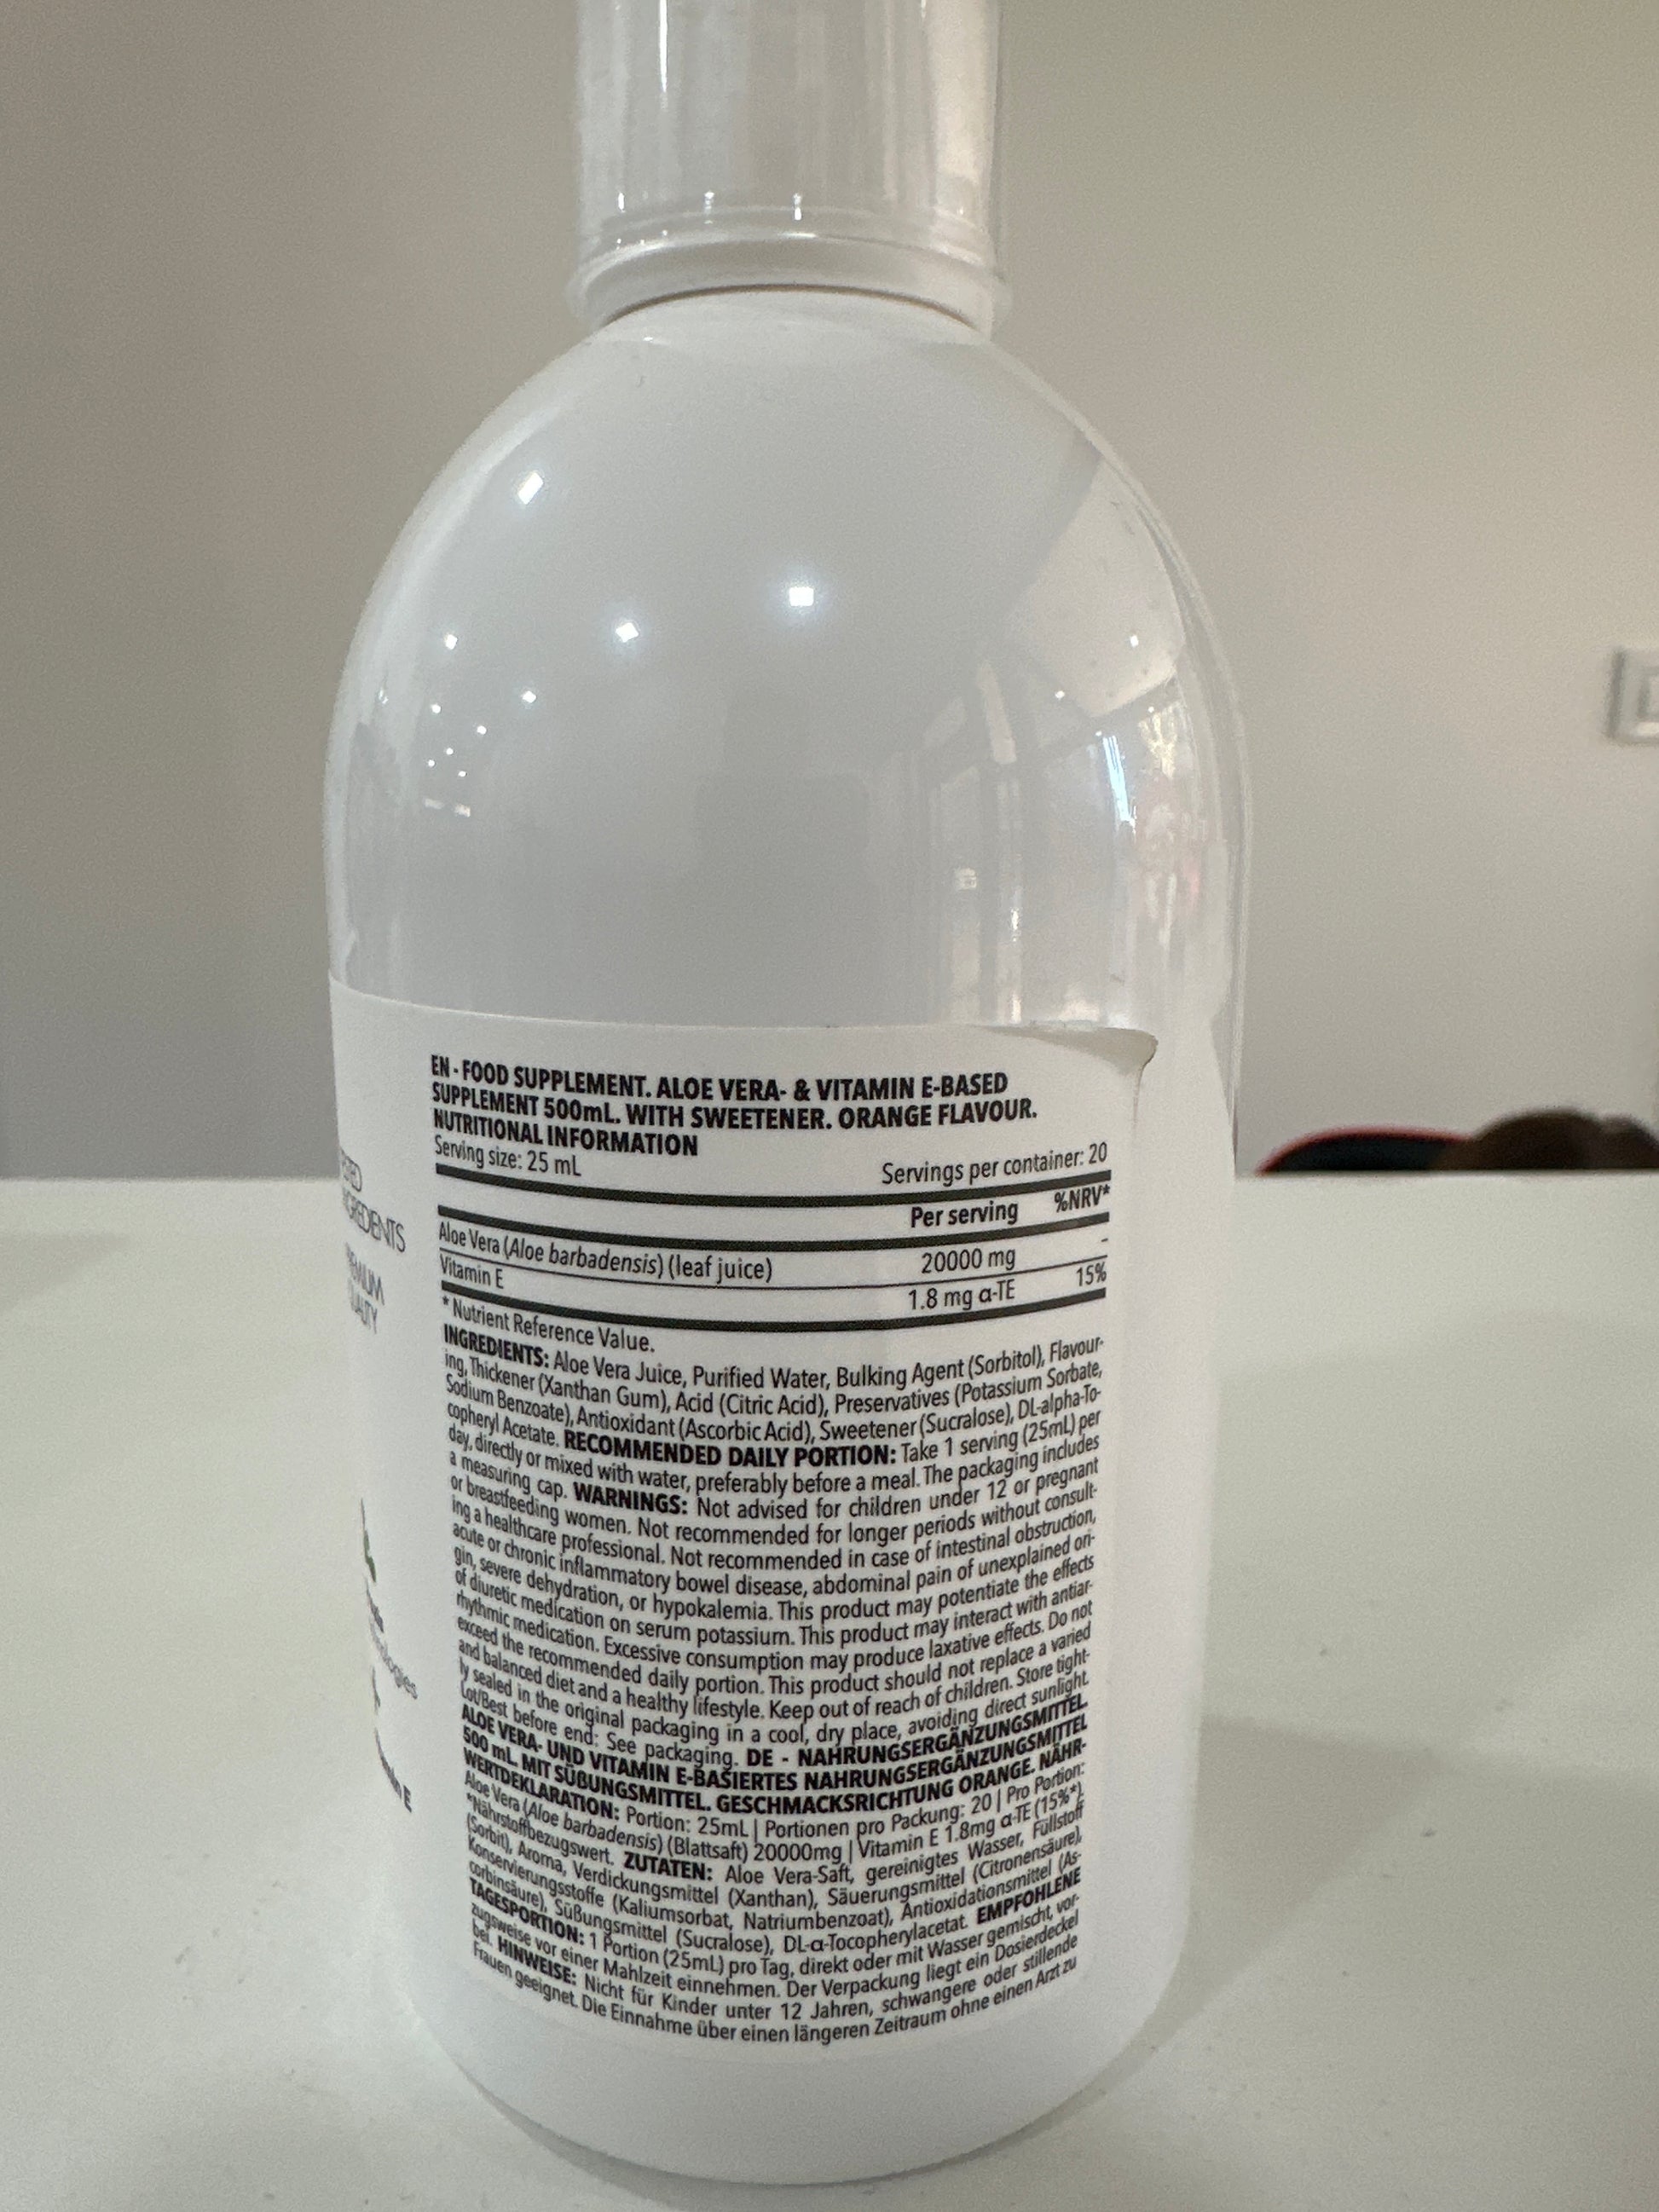 EN - FOOD SUPPLEMENT. ALOE VERA- & VITAMIN E-BASED
SUPPLEMENT 500mL. WITH SWEETENER. ORANGE FLAVOUR.
NUTRITIONAL INFORMATION
Serving size: 25 mL Servings per container: 20
Per serving %NRV*
Aloe Vera (Aloe barbadensis) (leaf juice) 20000 mg -
Vitamin E 1.8 mg α-TE 15%
* Nutrient Reference Value.
INGREDIENTS: Aloe Vera Juice, Purified Water, Bulking Agent (Sorbitol), Flavour-
ing, Thickener (Xanthan Gum), Acid (Citric Acid), Preservatives (Potassium Sorbate,
Sodium Benzoate), Antioxidant (Ascorbic Acid), Sweetener (Sucralose), DL-alpha-To-
copheryl Acetate. RECOMMENDED DAILY PORTION: Take 1 serving (25mL) per
day, directly or mixed with water, preferably before a meal. The packaging includes
a measuring cap. WARNINGS: Not advised for children under 12 or pregnant
or breastfeeding women. Not recommended for longer periods without consult-
ing a healthcare professional. Not recommended in case of intestinal obstruction,
acute or chronic inflammatory bowel disease, abdominal pain of unexplained ori-
gin, severe dehydration, or hypokalemia. This product may potentiate the effects
of diuretic medication on serum potassium. This product may interact with antiar-
rhythmic medication. Excessive consumption may produce laxative effects. Do not
exceed the recommended daily portion. This product should not replace a varied
and balanced diet and a healthy lifestyle. Keep out of reach of children. Store tight-
ly sealed in the original packaging in a cool, dry place, avoiding direct sunlight.
Lot/Best before end: See packaging. DE - NAHRUNGSERGÄNZUNGSMITTEL.
ALOE VERA- UND VITAMIN E-BASIERTES NAHRUNGSERGÄNZUNGSMITTEL
500 mL. MIT SÜßUNGSMITTEL. GESCHMACKSRICHTUNG ORANGE. NÄHR-
WERTDEKLARATION: Portion: 25mL | Portionen pro Packung: 20 | Pro Portion:
Aloe Vera (Aloe barbadensis) (Blattsaft) 20000mg | Vitamin E 1.8mg α-TE (15%*).
*Nährstoffbezugswert. ZUTATEN: Aloe Vera-Saft, gereinigtes Wasser, Füllstoff
(Sorbit), Aroma, Verdickungsmittel (Xanthan), Säuerungsmittel (Citronensäure),
Konservierungsstoffe (Kaliumsorbat, Natriumbenzoat), Antioxidationsmittel (As-
corbinsäure), Süßungsmittel (Sucralose), DL-α-Tocopherylacetat. EMPFOHLENE
TAGESPORTION: 1 Portion (25mL) pro Tag, direkt oder mit Wasser gemischt, vor-
zugsweise vor einer Mahlzeit einnehmen. Der Verpackung liegt ein Dosierdeckel
bei. HINWEISE: Nicht für Kinder unter 12 Jahren, schwangere oder stillende
Frauen geeignet. Die Einnahme über einen längeren Zeitraum ohne einen Arzt zu